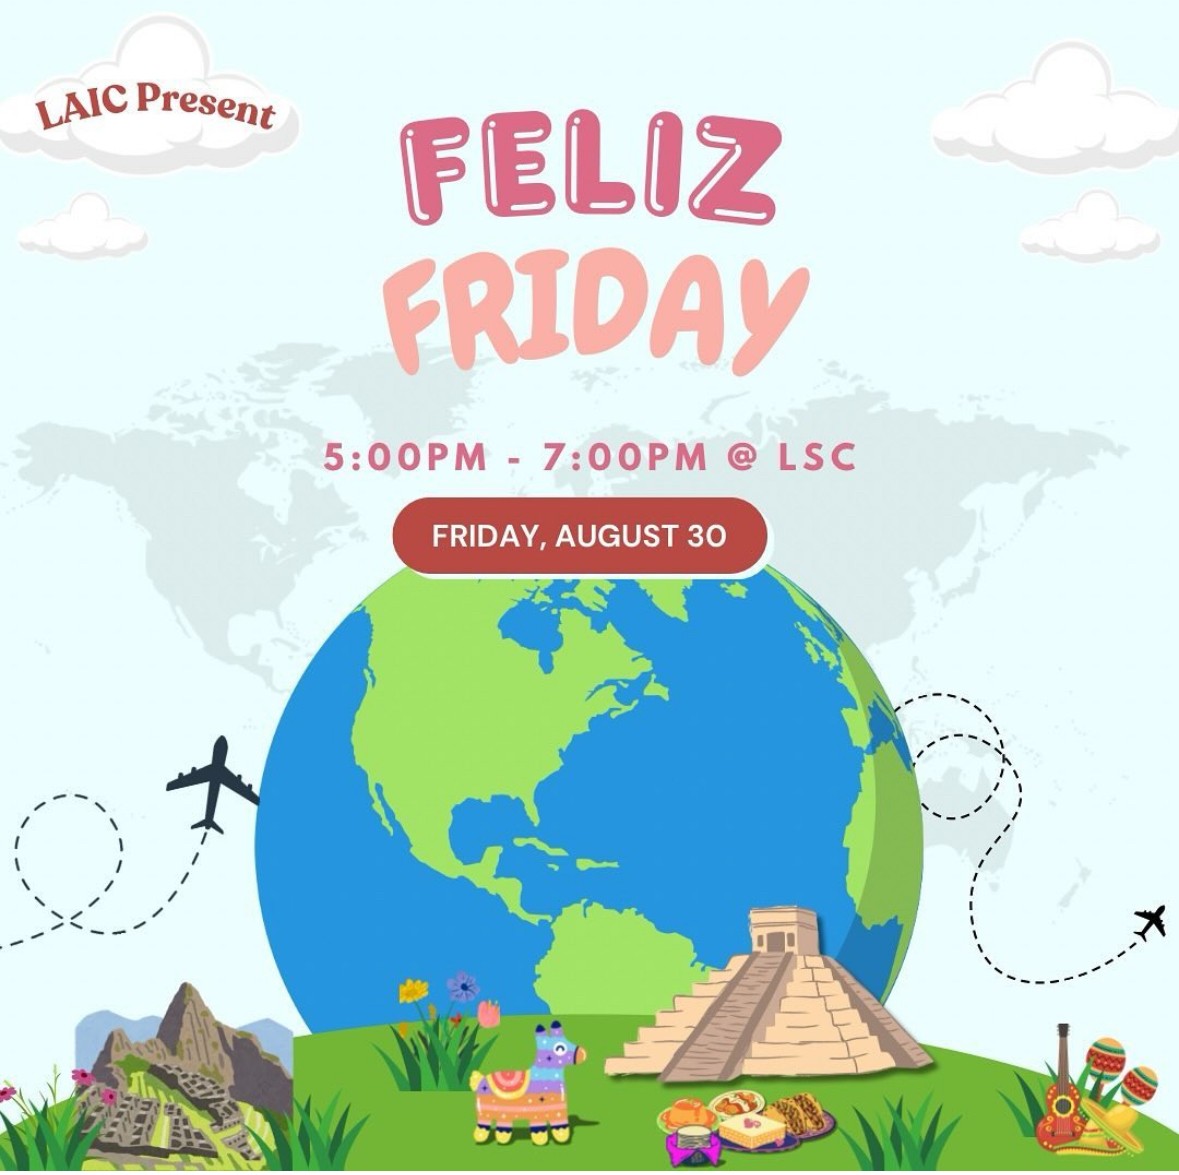 LAIC Present
FELIZ
FRIDAY
5:00PM - 7:00PM @ LSC
FRIDAY, AUGUST 30